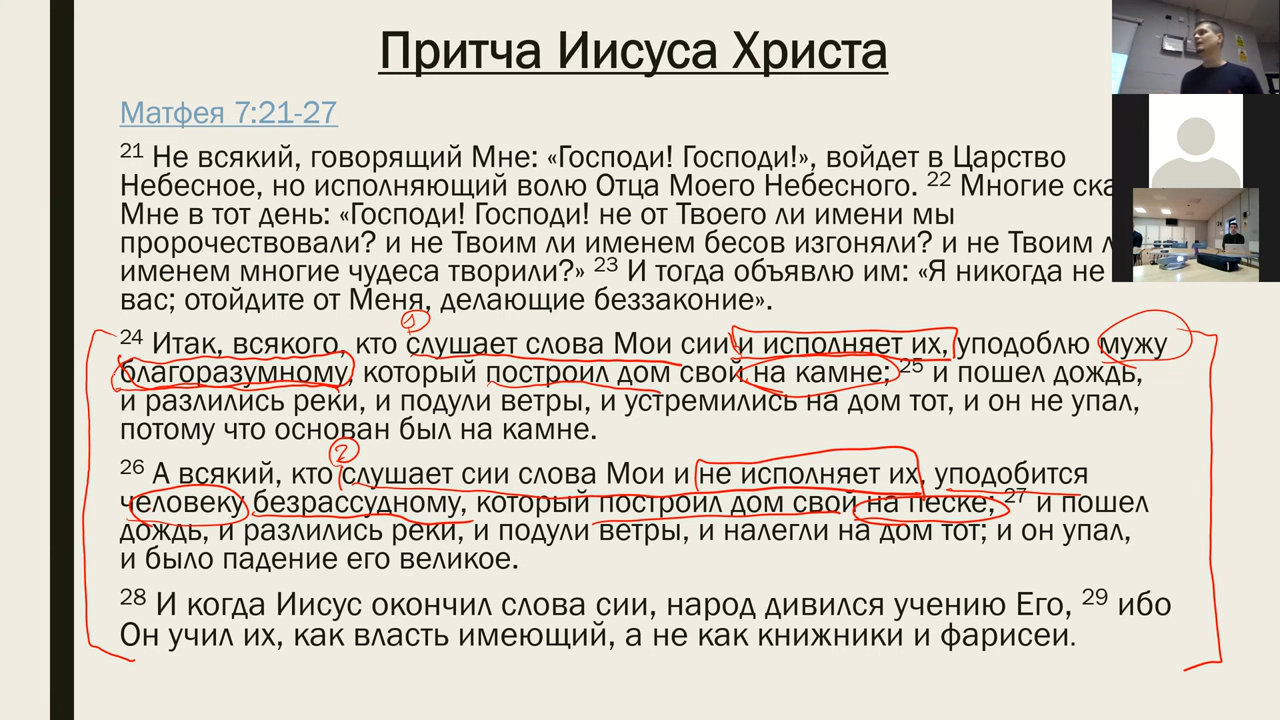 Притча Иисуса Христа
Матфея 7:21-27
21 Не всякий, говорящий Мне: «Господи! Господи!», войдет в Царство
Небесное, но исполняющий волю Отца Моего Небесного. 22 Многие ска
Мне в тот день: «Господи! Господи! не от Твоего ли имени мы
пророчествовали? и не Твоим ли именем бесов изгоняли? и не Твоим л
именем многие чудеса творили?» 23 И тогда объявлю им: «Я никогда не
вас; отойдите от Меня, делающие беззаконие».
1
24 Итак, всякого, кто слушает слова Мои сии и исполняет их, уподоблю мужу
благоразумному, который построил дом свой на камне; 25 и пошел дождь,
и разлились реки, и подули ветры, и устремились на дом тот, и он не упал,
потому что основан был на камне.
2
26 А всякий, кто слушает сии слова Мои и не исполняет их, уподобится
человеку безрассудному, который построил дом свой на песке; 27 и пошел
дождь, и разлились реки, и подули ветры, и налегли на дом тот; и он упал,
и было падение его великое.
28 И когда Иисус окончил слова сии, народ дивился учению Его, 29 ибо
Он учил их, как власть имеющий, а не как книжники и фарисеи.